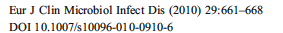 Eur J Clin Microbiol Infect Dis (2010) 29:661–668
DOI 10.1007/s10096-010-0910-6